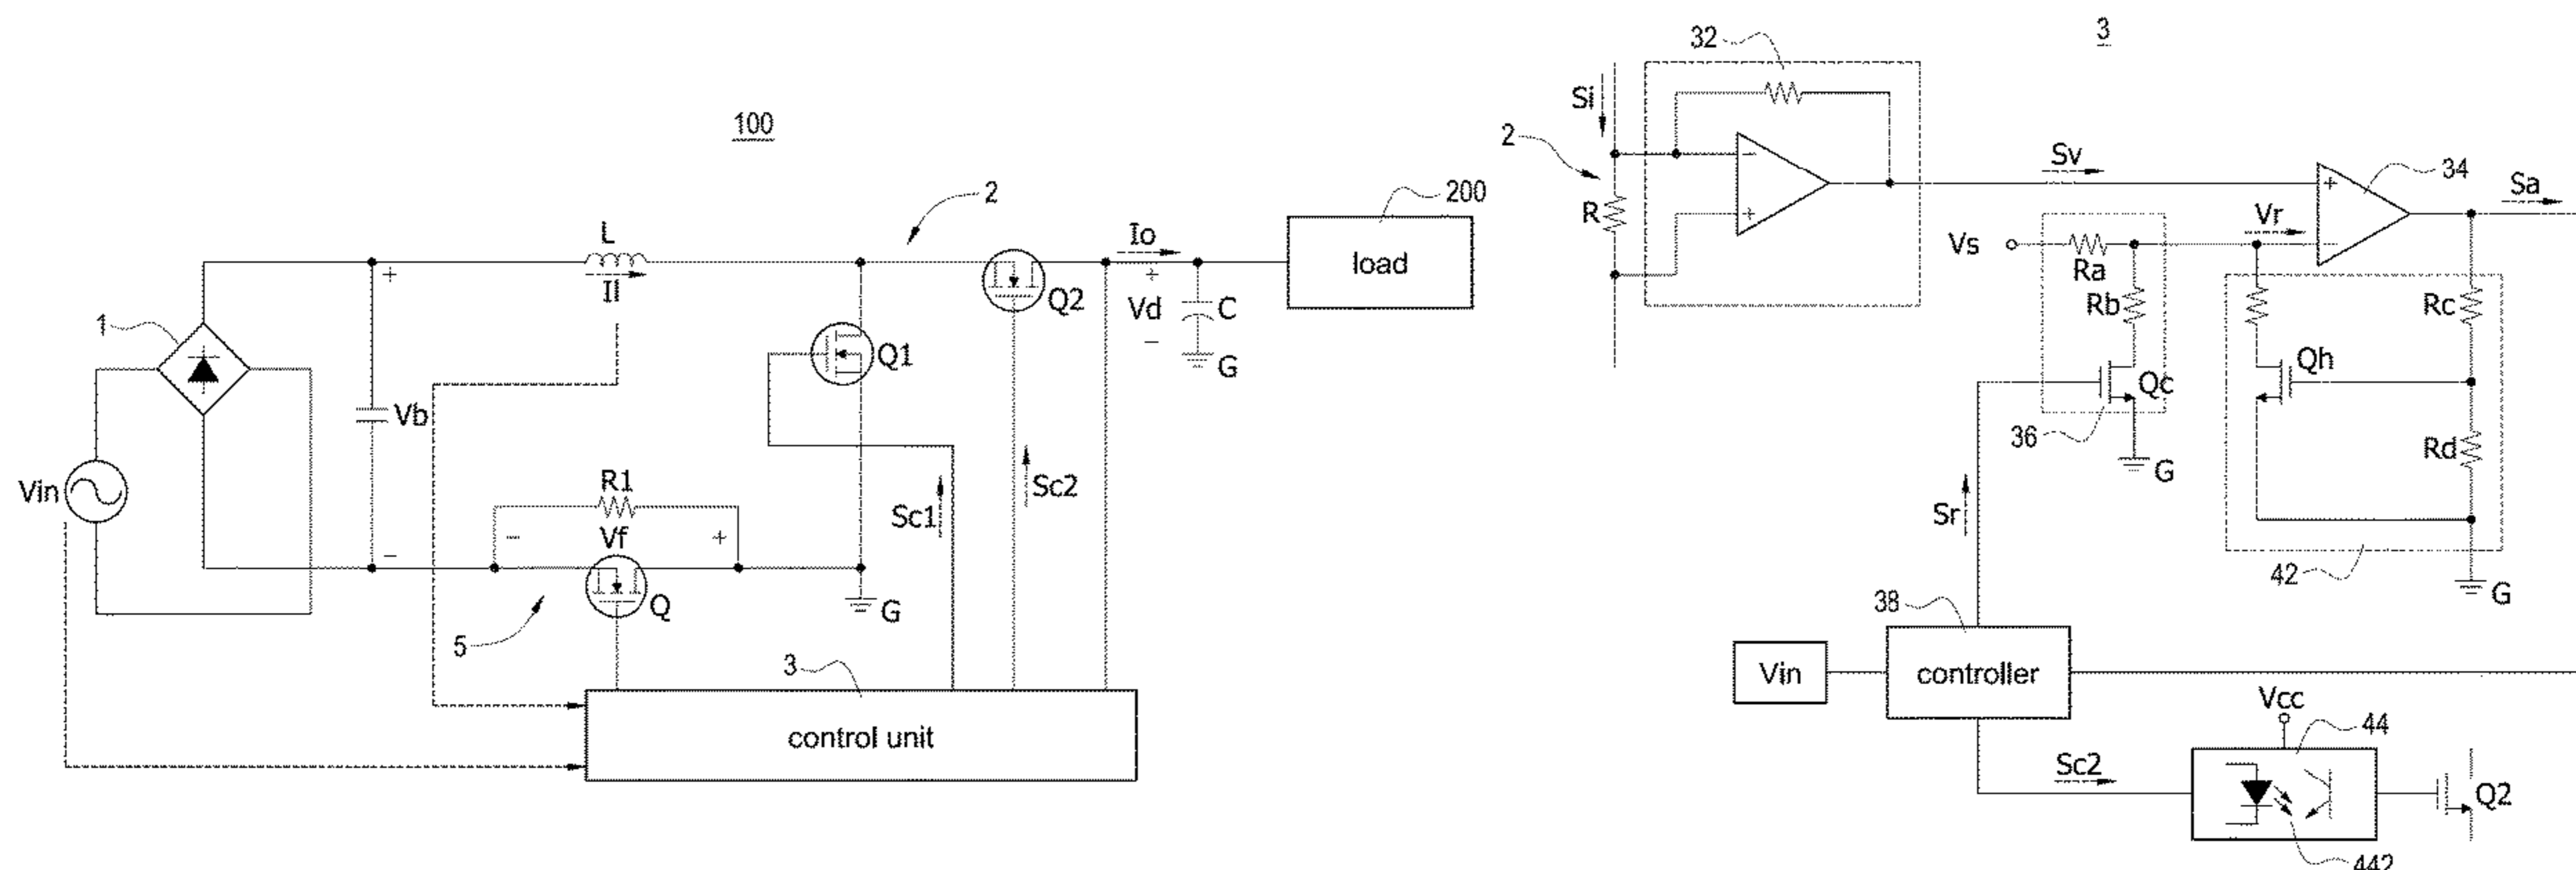 100
1
Vin
+
Vb
−
L
Il
2
Q2
Q1
Io
+
Vd
−
C
G
200
load
R1
−
Vf
+
Q
5
G
Sc1
Sc2
3
control unit
3
32
Si
2
R
−
+
Sv
34
+
−
Sa
Vs
Ra
Vr
Rb
Qc
36
G
Qh
Rc
Rd
42
G
Sr
38
Vin
controller
Vcc
44
Sc2
Q2
442